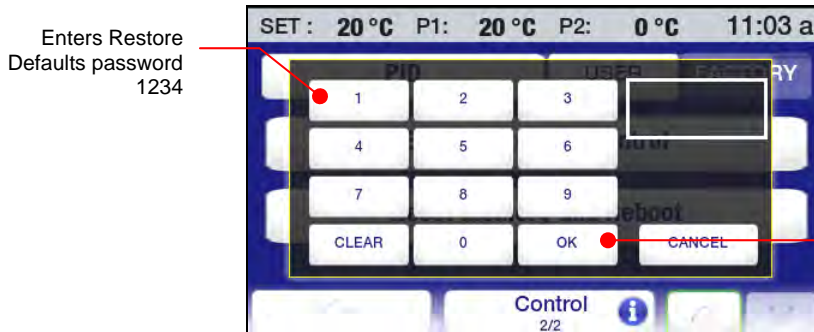 Enters Restore
Defaults password
1234
SET : 20 °C P1: 20 °C P2: 0 °C 11:03 a
PID USER RY
1 2 3
4 5 6
7 8 9
eboot
CLEAR 0 OK CANCEL
Control
2/2